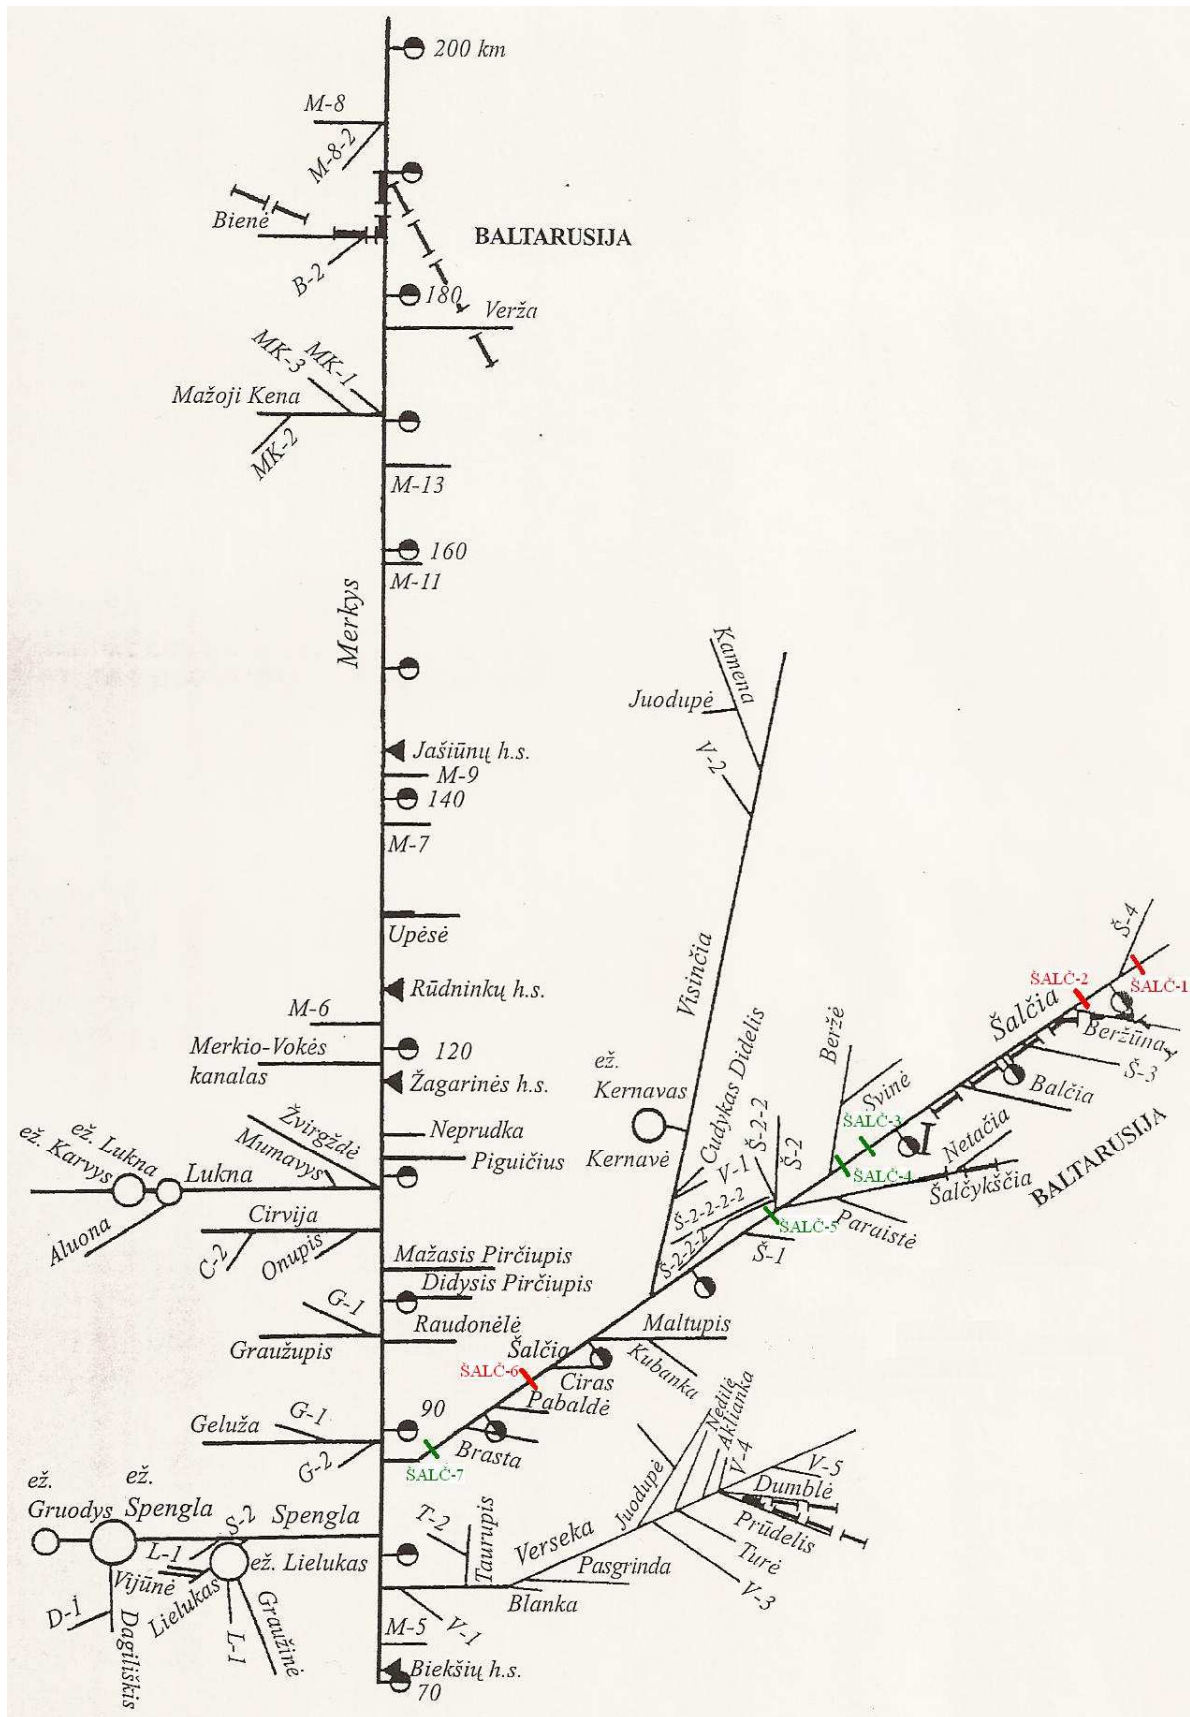 200 km
M-8
M-8-2
Bienė
BALTARUSIJA
B-2
180
Verža
MK-3
MK-1
Mažoji Kena
MK-2
M-13
160
M-11
Merkys
Kamena
Juodupė
V-2
Jašiūnų h.s.
M-9
140
M-7
Upėsė
Visinčia
Š-4
ŠALČ-2
ŠALČ-1
Rūdninkų h.s.
M-6
Šalčia
Beržūna
Merkio-Vokės
kanalas
120
ež.
Kernavas
Cudykas Didelis
Beržė
Š-3
Žagarinės h.s.
Svinė
Balčia
Žvirgždė
Mumavys
Neprudka
Kernavė
Š-2-2
Š-2
ŠALČ-3
Netačia
BALTARUSIJA
ež. Karvys
ež. Lukna
Lukna
Piguičius
V-1
ŠALČ-4
Šalčykščia
Aluona
Cirvija
C-2
Onupis
Š-2-2-2-2
Š-2-2-2
ŠALČ-5
Paraistė
Š-1
Mažasis Pirčiupis
Didysis Pirčiupis
G-1
Raudonėlė
Graužupis
Maltupis
Šalčia
Kubanka
ŠALČ-6
Ciras
Pabaldė
90
Geluža
G-1
G-2
Brasta
ŠALČ-7
Nedilė
Aklianka
V-4
V-5
Juodupė
Dumblė
Prūdelis
ež.
Gruodys
ež.
Spengla
S-2
Spengla
T-2
Taurupis
Verseka
Turė
L-1
Vijūnė
Lielukas
ež. Lielukas
Pasgrinda
V-3
Blanka
D-1
Dagiliškis
L-1
Graužinė
M-5
V-1
Biekšių h.s.
70